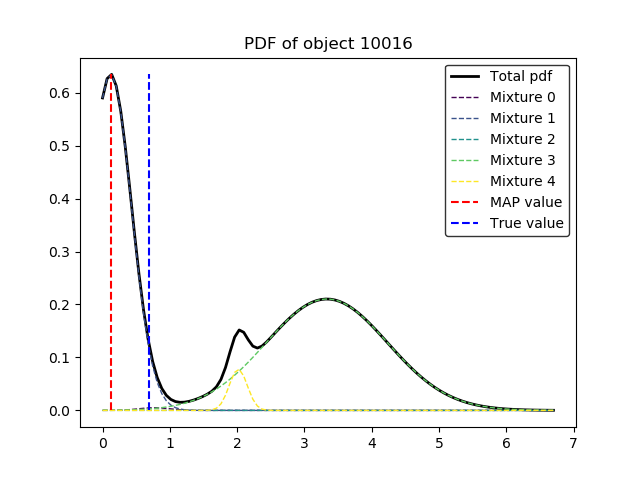 PDF of object 10016
Total pdf
Mixture 0
Mixture 1
Mixture 2
Mixture 3
Mixture 4
MAP value
True value
0.6
0.5
0.4
0.3
0.2
0.1
0.0
0 1 2 3 4 5 6 7